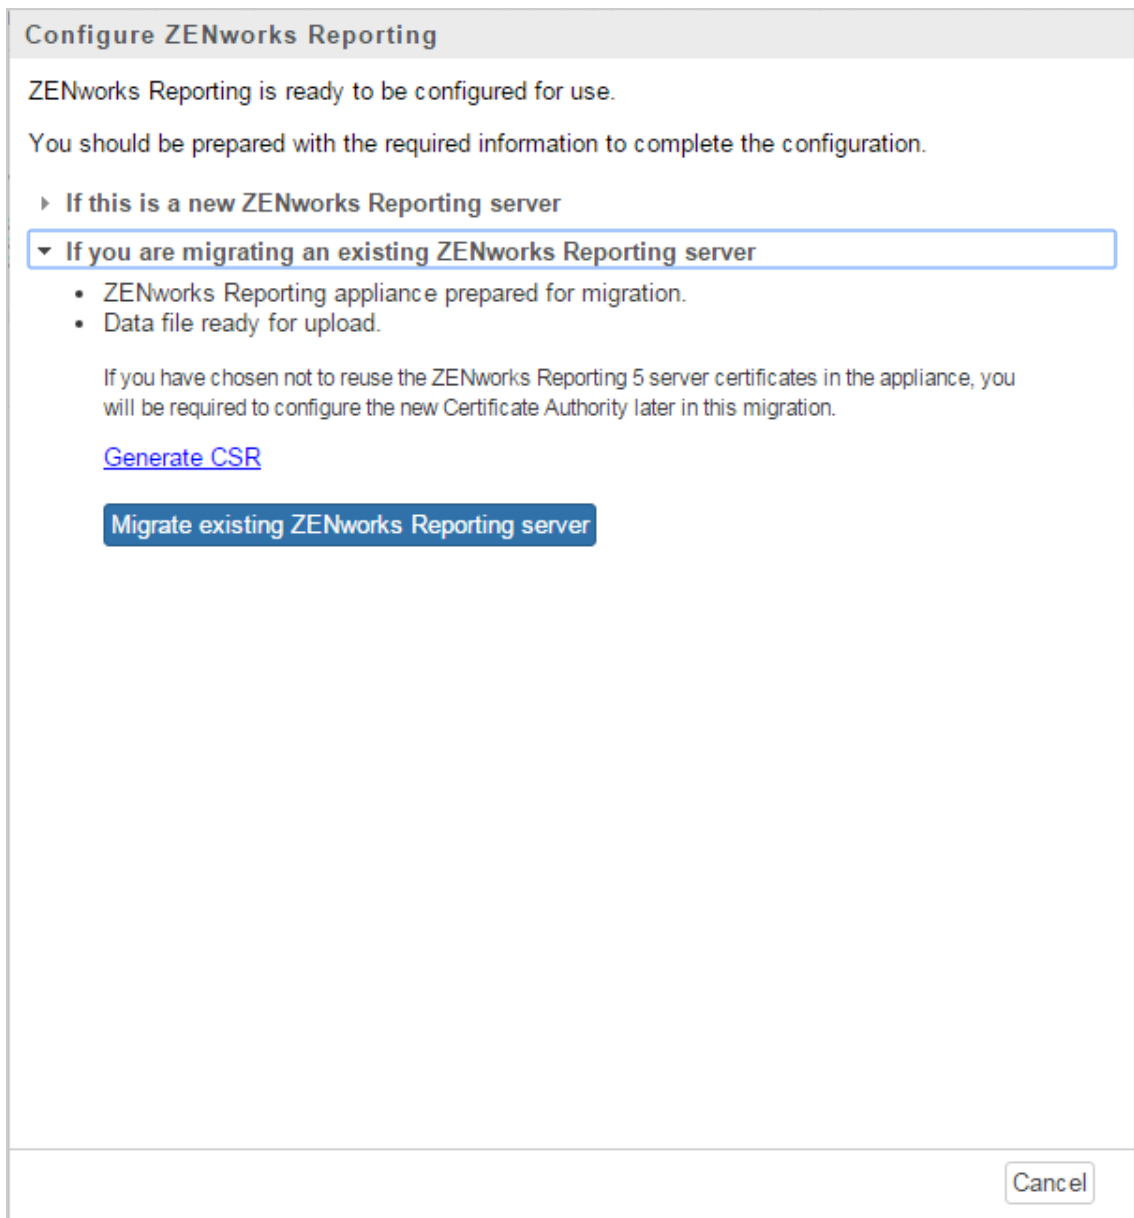 Configure ZENworks Reporting
ZENworks Reporting is ready to be configured for use.
You should be prepared with the required information to complete the configuration.
If this is a new ZENworks Reporting server
If you are migrating an existing ZENworks Reporting server
• ZENworks Reporting appliance prepared for migration.
• Data file ready for upload.
If you have chosen not to reuse the ZENworks Reporting 5 server certificates in the appliance, you
will be required to configure the new Certificate Authority later in this migration.
Generate CSR
Migrate existing ZENworks Reporting server
Cancel